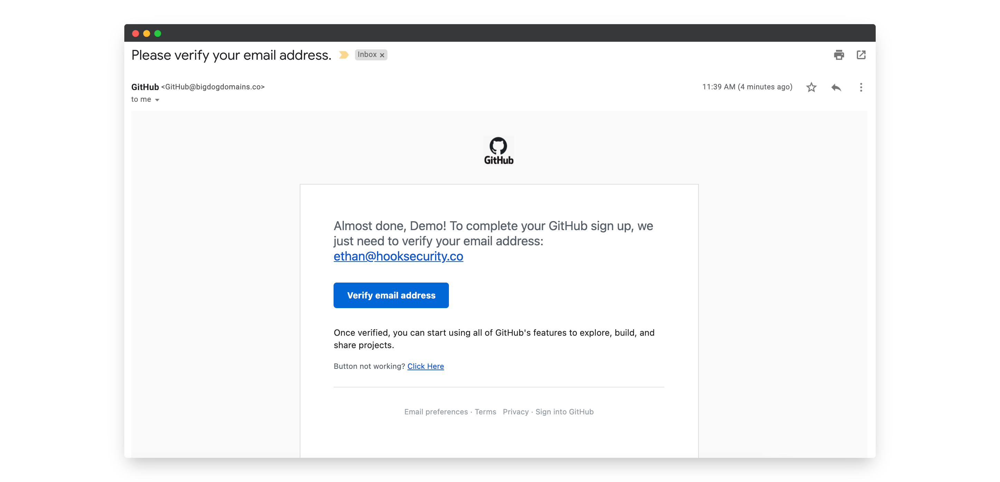 Please verify your email address. Inbox x
GitHub <GitHub@bigdogdomains.co> 11:39 AM (4 minutes ago)
to me
GitHub
Almost done, Demo! To complete your GitHub sign up, we
just need to verify your email address:
ethan@hooksecurity.co
Verify email address
Once verified, you can start using all of GitHub's features to explore, build, and
share projects.
Button not working? Click Here
Email preferences · Terms Privacy · Sign into GitHub